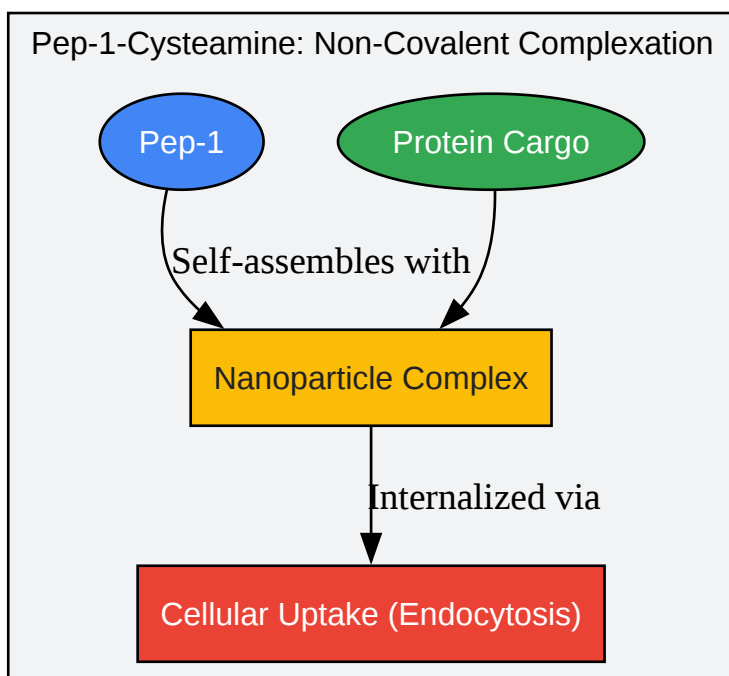 Pep-1-Cysteamine: Non-Covalent Complexation
Pep-1
Protein Cargo
Self-assembles with
Nanoparticle Complex
Internalized via
Cellular Uptake (Endocytosis)